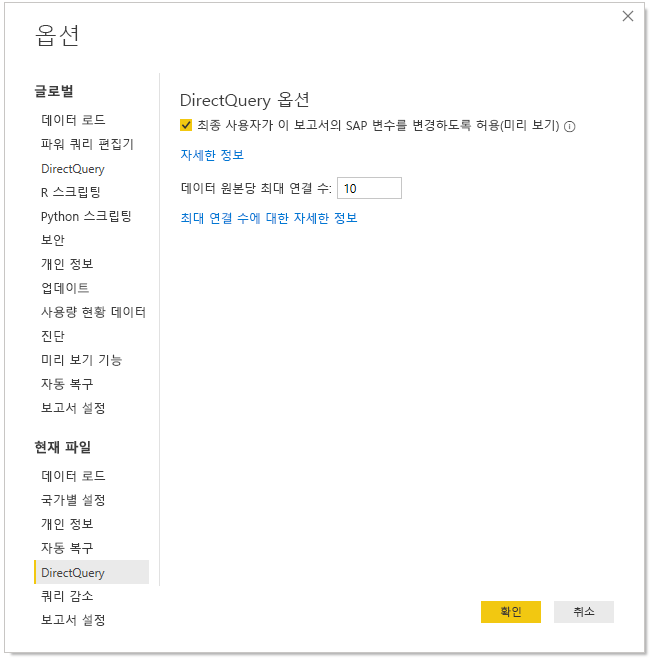 옵션
글로벌
데이터 로드
파워 쿼리 편집기
DirectQuery
R 스크립팅
Python 스크립팅
보안
개인 정보
업데이트
사용량 현황 데이터
진단
미리 보기 기능
자동 복구
보고서 설정
현재 파일
데이터 로드
국가별 설정
개인 정보
자동 복구
DirectQuery
쿼리 감소
보고서 설정
DirectQuery 옵션
최종 사용자가 이 보고서의 SAP 변수를 변경하도록 허용(미리 보기)
자세한 정보
데이터 원본당 최대 연결 수: 10
최대 연결 수에 대한 자세한 정보
확인 취소